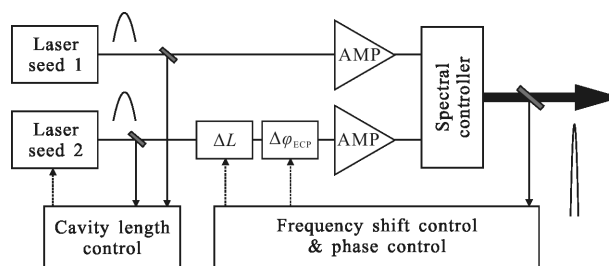 Laser
seed 1
AMP
Spectral
controller
Laser
seed 2
ΔL
Δφ_ECP
AMP
Cavity length
control
Frequency shift control
& phase control